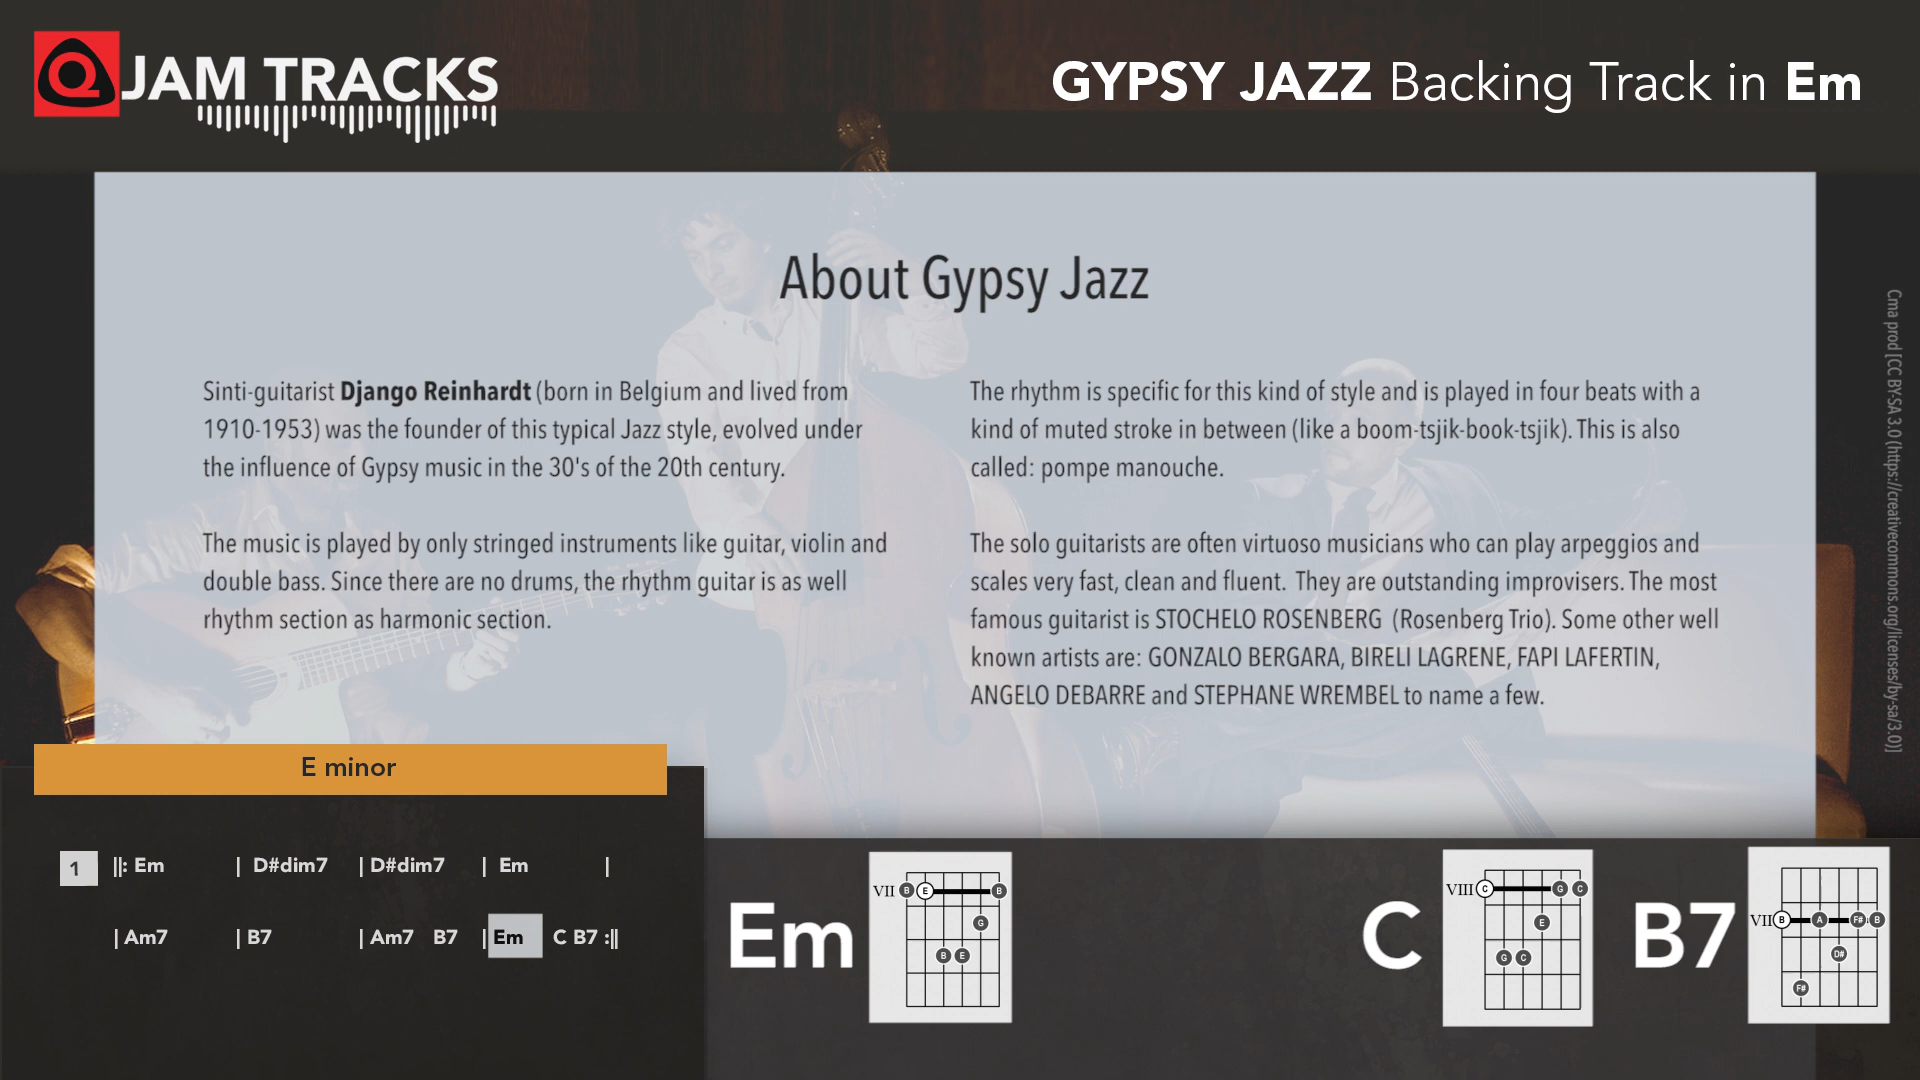 Q JAM TRACKS
GYPSY JAZZ Backing Track in Em
About Gypsy Jazz
Sinti-guitarist Django Reinhardt (born in Belgium and lived from
1910-1953) was the founder of this typical Jazz style, evolved under
the influence of Gypsy music in the 30's of the 20th century.
The music is played by only stringed instruments like guitar, violin and
double bass. Since there are no drums, the rhythm guitar is as well
rhythm section as harmonic section.
The rhythm is specific for this kind of style and is played in four beats with a
kind of muted stroke in between (like a boom-tsjik-book-tsjik). This is also
called: pompe manouche.
The solo guitarists are often virtuoso musicians who can play arpeggios and
scales very fast, clean and fluent. They are outstanding improvisers. The most
famous guitarist is STOCHELO ROSENBERG (Rosenberg Trio). Some other well
known artists are: GONZALO BERGARA, BIRELI LAGRENE, FAPI LAFERTIN,
ANGELO DEBARRE and STEPHANE WREMBEL to name a few.
Cma prod [CC BY-SA 3.0 (https://creativecommons.org/licenses/by-sa/3.0)]
E minor
1 ||: Em | D#dim7 | D#dim7 | Em |
| Am7 | B7 | Am7 B7 | Em C B7 :||
Em
VII B E B
G
B E
C
VIII C G C
E
G C
B7
VII B A F# B
D#
F#